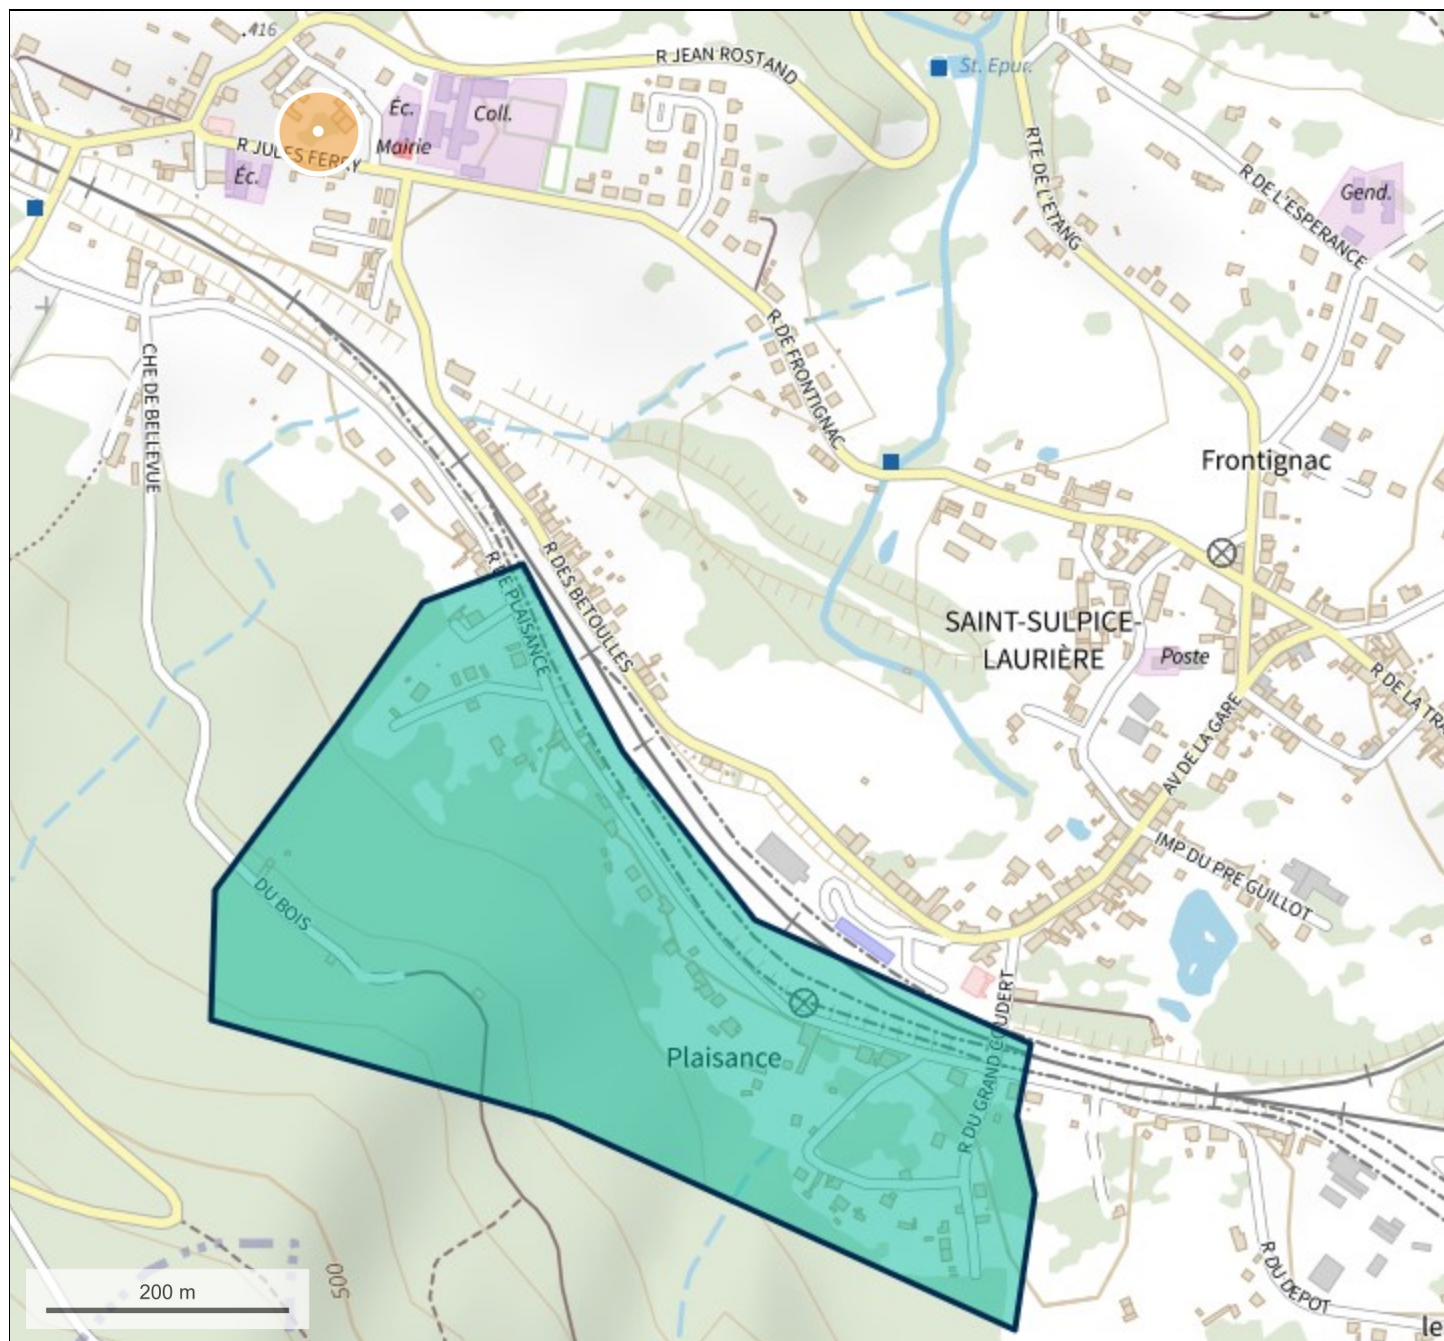 .416
R JEAN ROSTAND
St. Epur.
Éc.
Coll.
Mairie
R JULES FERRY
Éc.
RTE DE L'ETANG
R DE L'ESPERANCE
Gend.
R DE FRONTIGNAC
CHE DE BELLEVUE
Frontignac
R DE PLAISANCE
R DES BETOULLES
SAINT-SULPICE-
LAURIÈRE
Poste
R DE LA TRA
AV DE LA GARE
IMP DU PRE GUILLOT
DU BOIS
R DU GRAND COUDERT
Plaisance
500
R DU DEPOT
200 m
le